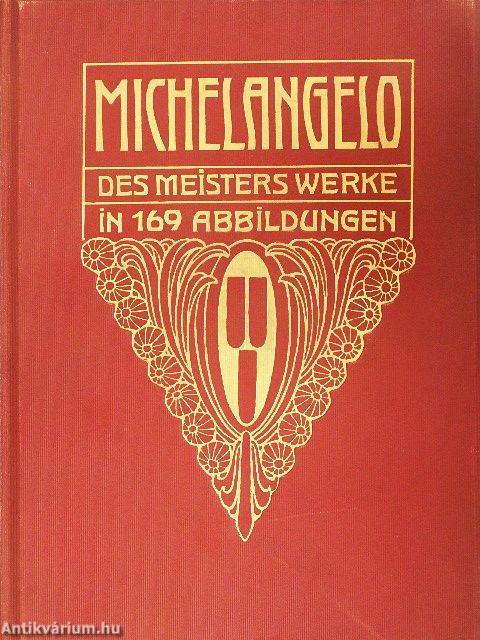 MICHELANGELO
DES MEiSTERS WERKE
iN 169 ABBiLDUNGEN
Antikvárium.hu